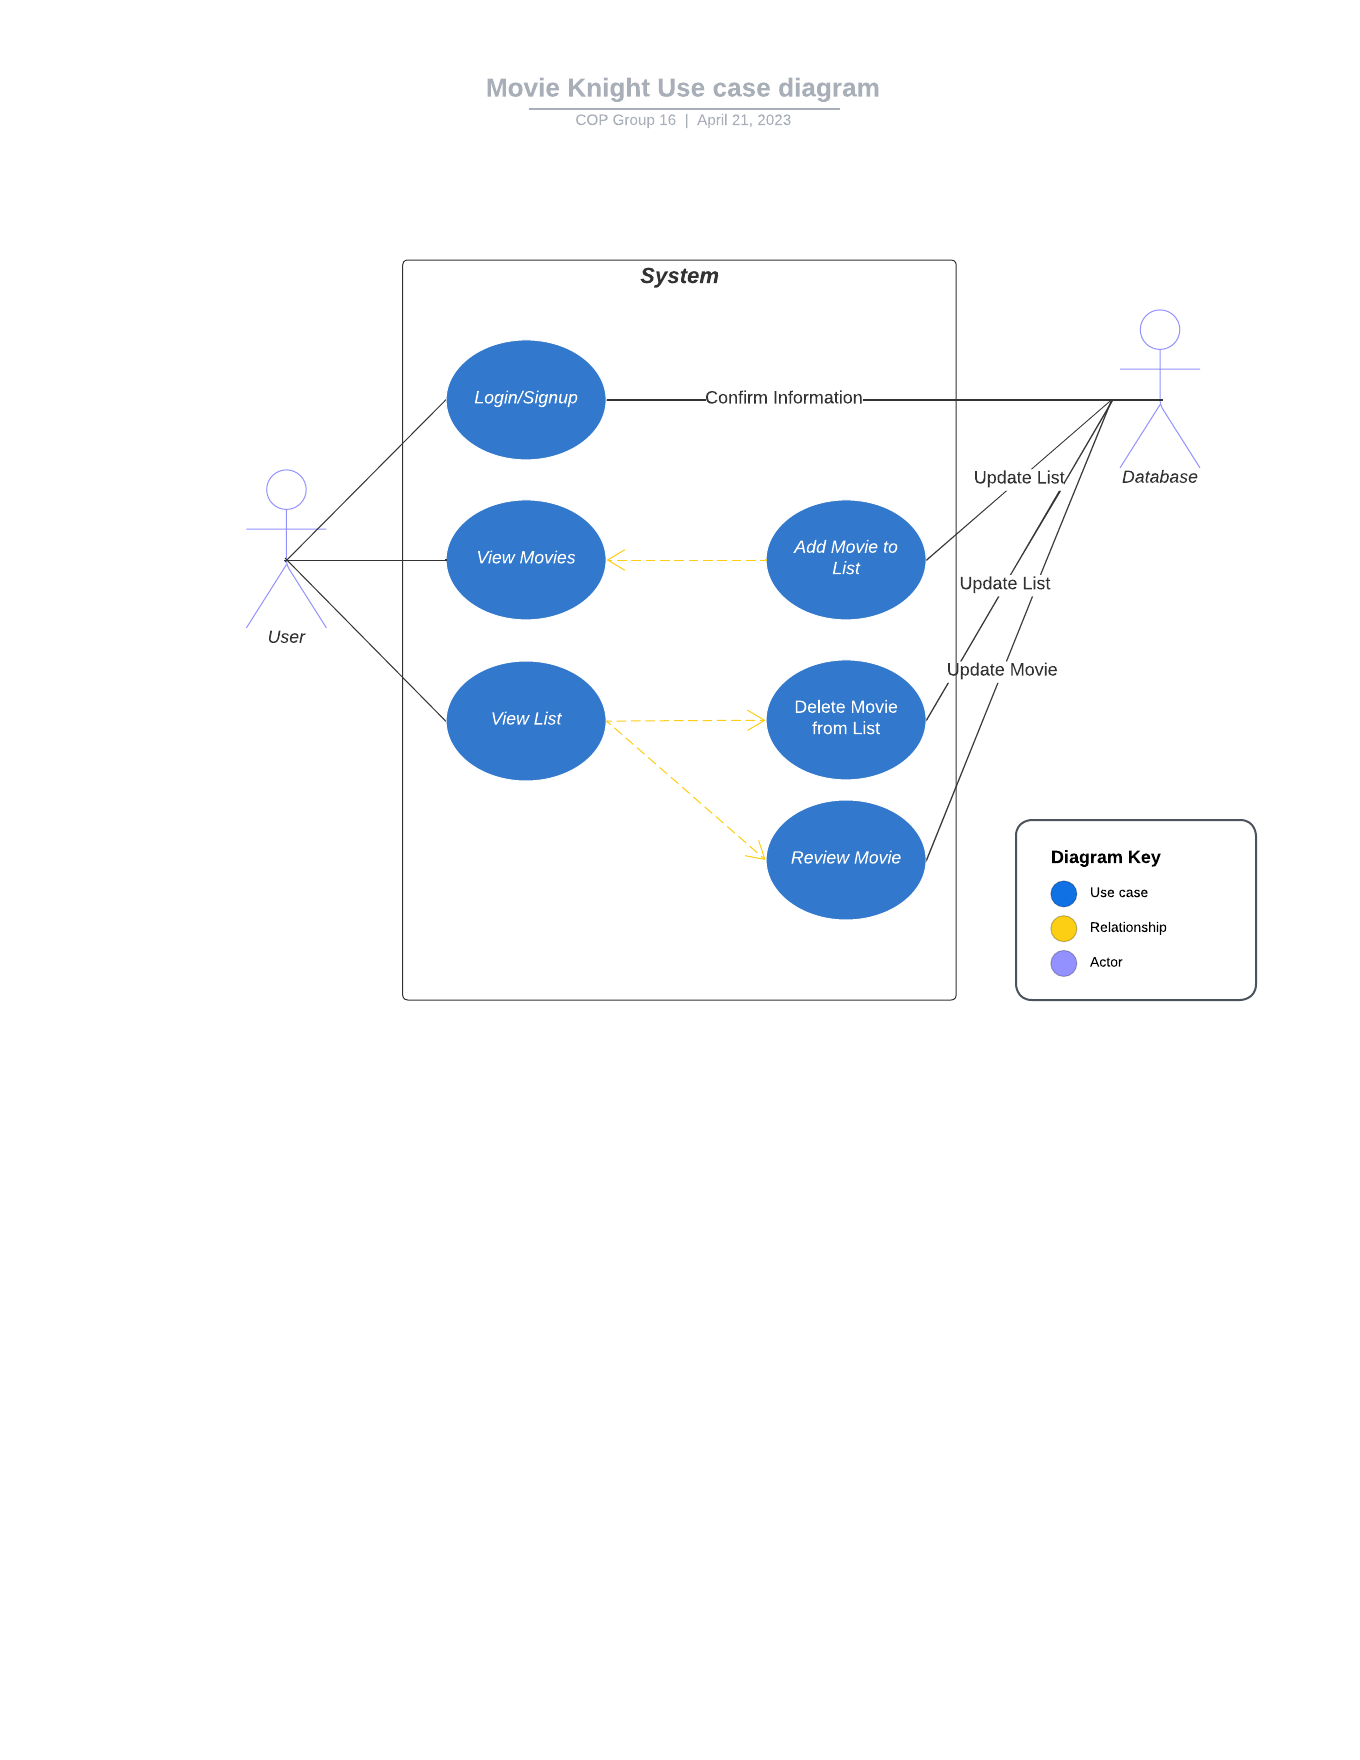 Movie Knight Use case diagram
COP Group 16 | April 21, 2023
System
Login/Signup
Confirm Information
Update List
Database
View Movies
Add Movie to
List
Update List
User
Update Movie
View List
Delete Movie
from List
Review Movie
Diagram Key
Use case
Relationship
Actor